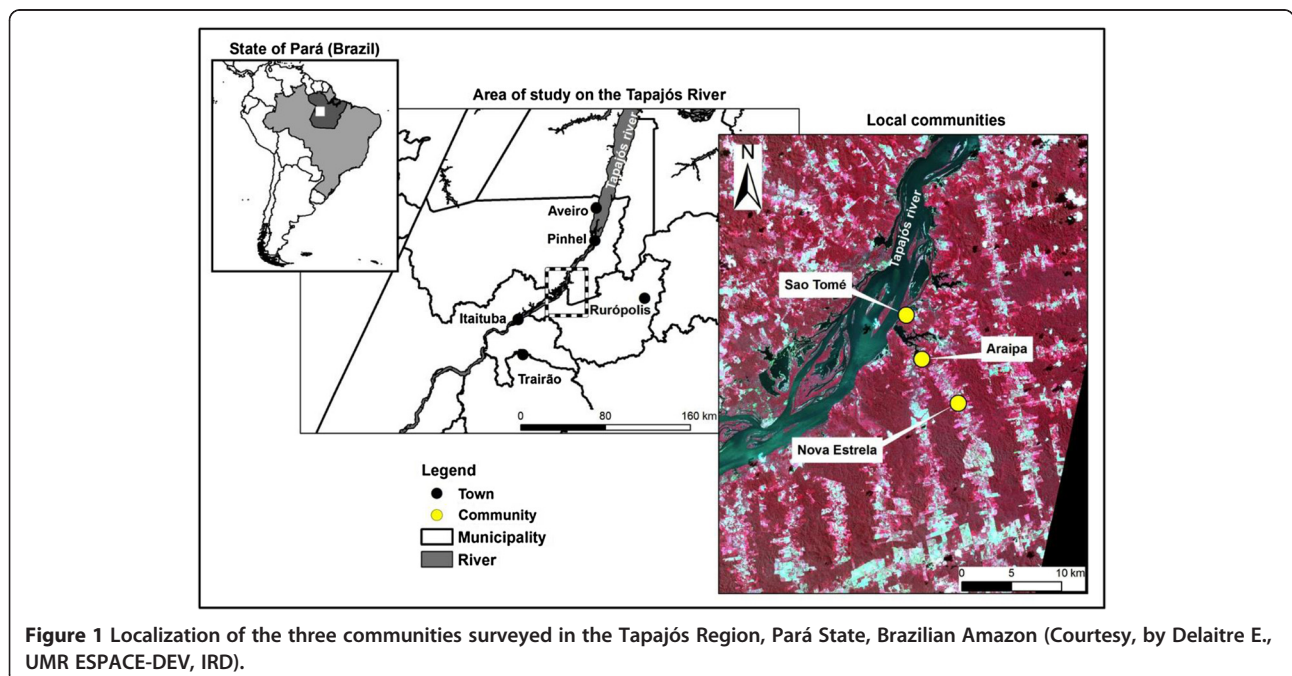 State of Pará (Brazil)
Area of study on the Tapajós River
Tapajós river
Aveiro
Pinhel
Itaituba
Rurópolis
Trairão
0 80 160 km
Local communities
N
Tapajós river
Sao Tomé
Araipa
Nova Estrela
0 5 10 km
Legend
Town
Community
Municipality
River
Figure 1 Localization of the three communities surveyed in the Tapajós Region, Pará State, Brazilian Amazon (Courtesy, by Delaitre E.,
UMR ESPACE-DEV, IRD).